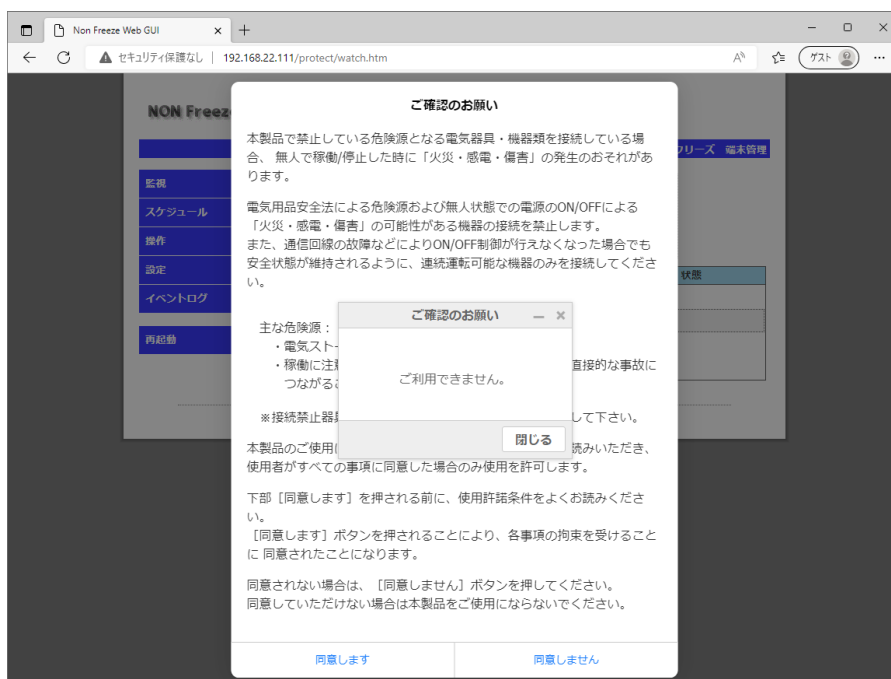 Non Freeze Web GUI
セキュリティ保護なし | 192.168.22.111/protect/watch.htm
ゲスト
NON Freez
フリーズ 端末管理
監視
スケジュール
操作
設定
イベントログ
再起動
状態
ご確認のお願い
本製品で禁止している危険源となる電気器具・機器類を接続している場
合、 無人で稼働/停止した時に「火災・感電・傷害」の発生のおそれがあ
ります。
電気用品安全法による危険源および無人状態での電源のON/OFFによる
「火災・感電・傷害」の可能性がある機器の接続を禁止します。
また、通信回線の故障などによりON/OFF制御が行えなくなった場合でも
安全状態が維持されるように、連続運転可能な機器のみを接続してくださ
い。
主な危険源：
・電気スト
・稼働に注 直接的な事故に
つながる
※接続禁止器 して下さい。
本製品のご使用 読みいただき、
使用者がすべての事項に同意した場合のみ使用を許可します。
下部［同意します］を押される前に、使用許諾条件をよくお読みくださ
い。
［同意します］ボタンを押されることにより、各事項の拘束を受けること
に 同意されたことになります。
同意されない場合は、［同意しません］ボタンを押してください。
同意していただけない場合は本製品をご使用にならないでください。
同意します 同意しません
ご確認のお願い
ご利用できません。
閉じる